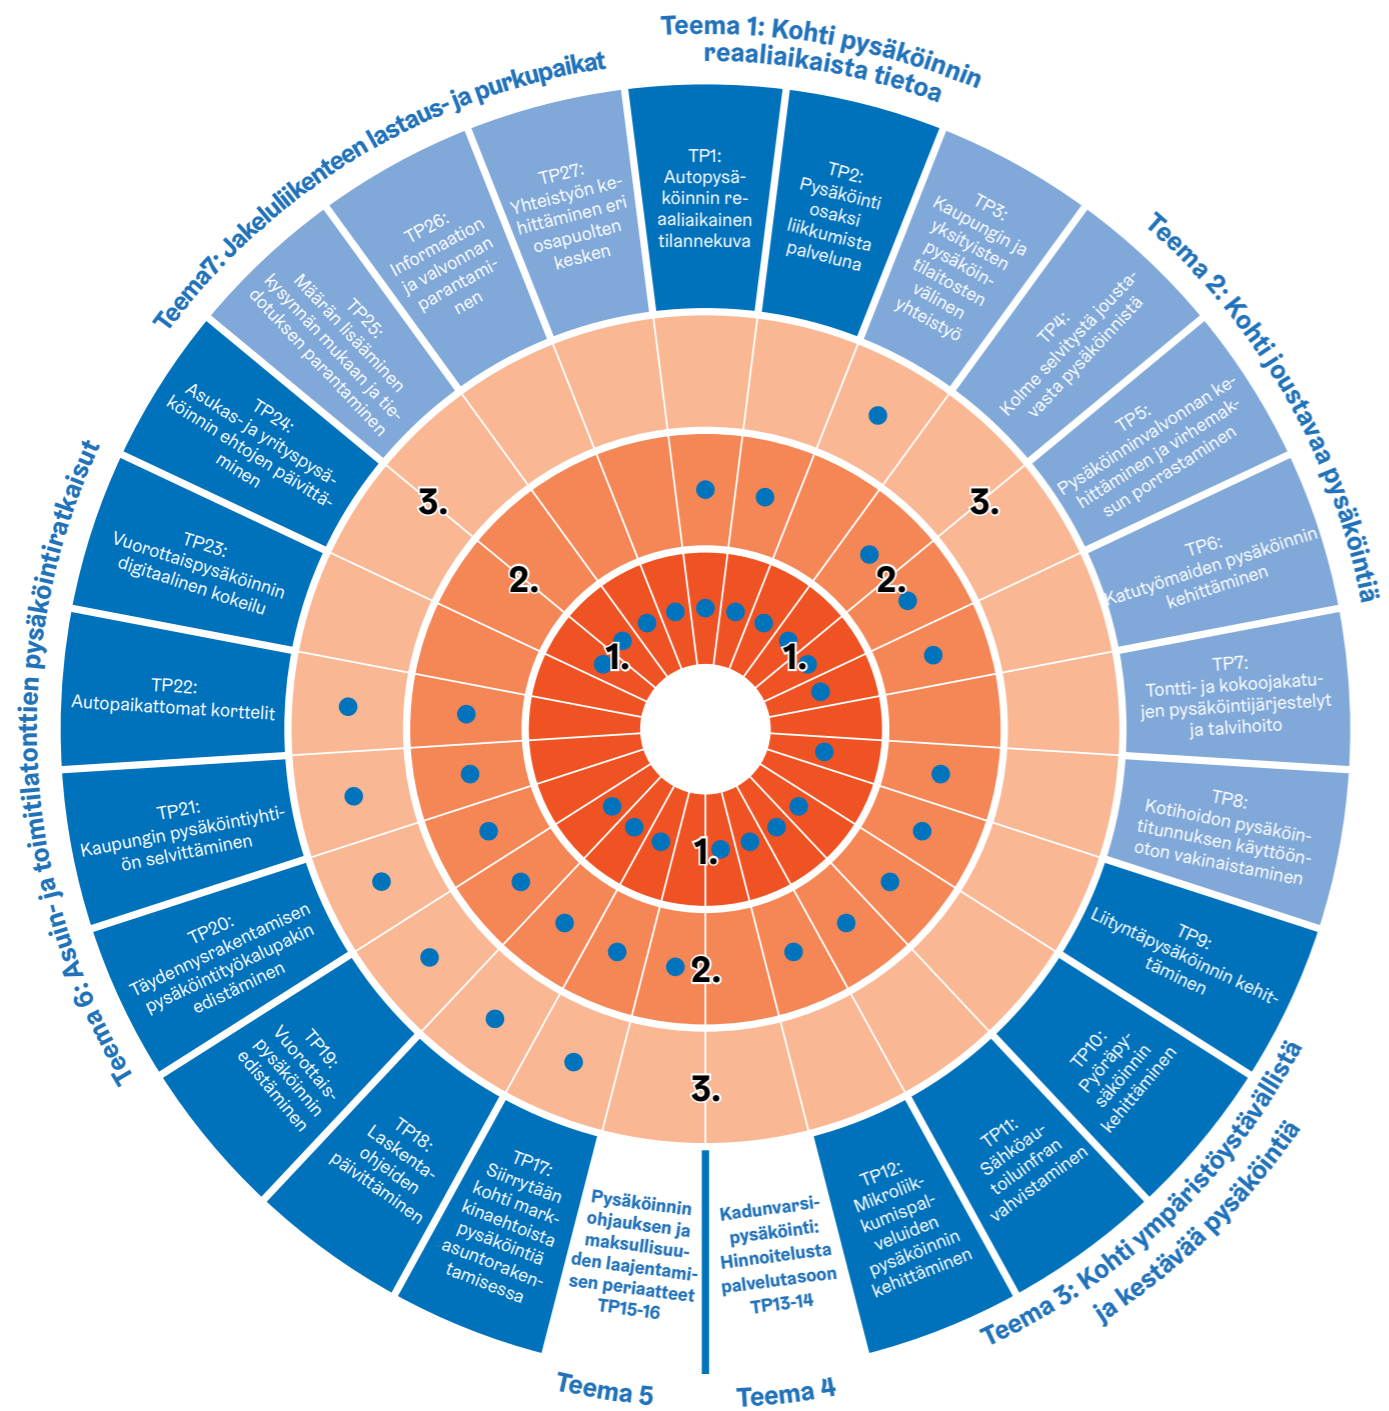 Teema 1: Kohti pysäköinnin
reaaliaikaista tietoa
TP1:
Autopysä-
köinnin re-
aaliaikainen
tilannekuva
TP2:
Pysäköinti
osaksi
liikkumista
palveluna
TP3:
Kaupungin ja
yksityisten
pysäköin-
tilaitosten
välinen
yhteistyö
Teema 2: Kohti joustavaa pysäköintiä
TP4:
Kolme selvitystä jousta-
vasta pysäköinnistä
TP5:
Pysäköinninvalvonnan ke-
hittäminen ja virhemak-
sun porrastaminen
TP6:
Katutyömaiden pysäköinnin
kehittäminen
TP7:
Tontti- ja kokoojakatu-
jen pysäköintijärjestelyt
ja talvihoito
TP8:
Kotihoidon pysäköin-
titunnuksen käyttöön-
oton vakinaistaminen
Teema 3: Kohti ympäristöystävällistä
ja kestävää pysäköintiä
TP9:
Liityntäpysäköinnin kehit-
täminen
TP10:
Pyöräpy-
säköinnin
kehittäminen
TP11:
Sähköau-
toiluinfran
vahvistaminen
TP12:
Mikroliik-
kumispal-
veluiden
pysäköinnin
kehittäminen
Teema 4
Kadunvarsi-
pysäköinti:
Hinnoitelusta
palvelutasoon
TP13-14
Teema 5
Pysäköinnin
ohjauksen ja
maksullisuu-
den laajentami-
sen periaatteet
TP15-16
Teema 6: Asuin- ja toimitilatonttien pysäköintiratkaisut
TP17:
Siirrytään
kohti mark-
kinaehtoista
pysäköintiä
asuntoraken-
tamisessa
TP18:
Laskenta-
ohjeiden
päivittäminen
TP19:
Vuorottais-
pysäköinnin
edistäminen
TP20:
Täydennysrakentamisen
pysäköintityökalupakin
edistäminen
TP21:
Kaupungin pysäköintiyhti-
ön selvittäminen
TP22:
Autopaikattomat korttelit
TP23:
Vuorottaispysäköinnin
digitaalinen kokeilu
TP24:
Asukas- ja yrityspysä-
köinnin ehtojen päivittä-
minen
Teema7: Jakeluliikenteen lastaus- ja purkupaikat
TP25:
Määrän lisääminen
kysynnän mukaan ja tie-
dotuksen parantaminen
TP26:
Informaation
ja valvonnan
parantami-
nen
TP27:
Yhteistyön ke-
hittäminen eri
osapuolten
kesken
3.
3.
2.
2.
1.
1.
1.
2.
3.